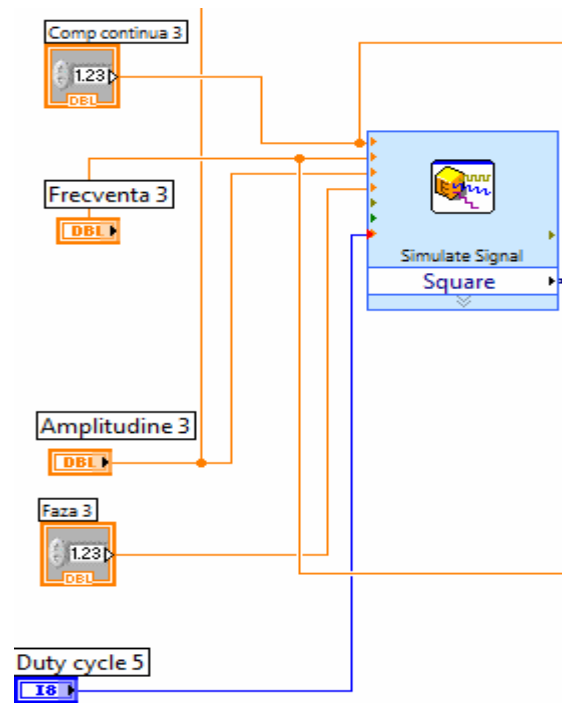 Comp continua 3
1.23
DBL
Frecventa 3
DBL
Simulate Signal
Square
Amplitudine 3
DBL
Faza 3
1.23
DBL
Duty cycle 5
I8